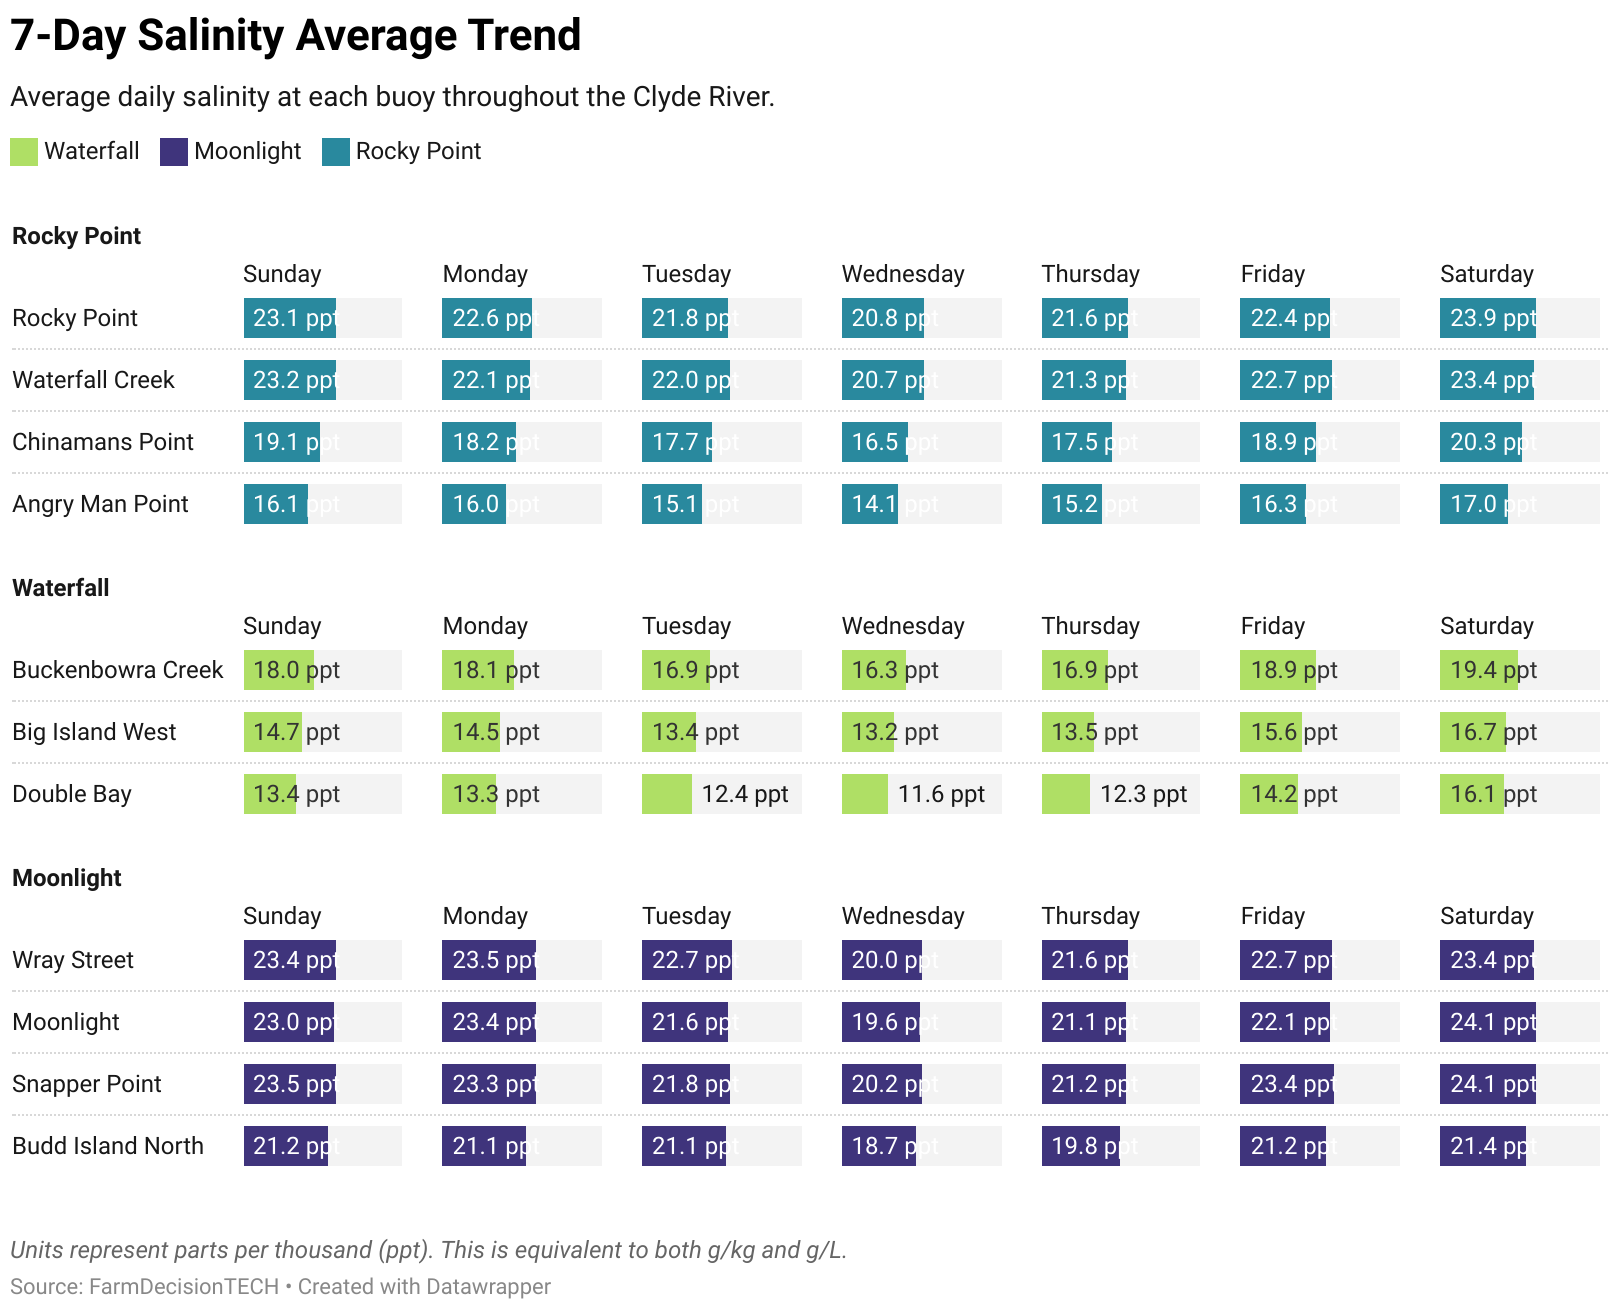 7-Day Salinity Average Trend
Average daily salinity at each buoy throughout the Clyde River.
Waterfall Moonlight Rocky Point
Rocky Point
Sunday Monday Tuesday Wednesday Thursday Friday Saturday
Rocky Point 23.1 ppt 22.6 ppt 21.8 ppt 20.8 ppt 21.6 ppt 22.4 ppt 23.9 ppt
Waterfall Creek 23.2 ppt 22.1 ppt 22.0 ppt 20.7 ppt 21.3 ppt 22.7 ppt 23.4 ppt
Chinamans Point 19.1 ppt 18.2 ppt 17.7 ppt 16.5 ppt 17.5 ppt 18.9 ppt 20.3 ppt
Angry Man Point 16.1 ppt 16.0 ppt 15.1 ppt 14.1 ppt 15.2 ppt 16.3 ppt 17.0 ppt
Waterfall
Sunday Monday Tuesday Wednesday Thursday Friday Saturday
Buckenbowra Creek 18.0 ppt 18.1 ppt 16.9 ppt 16.3 ppt 16.9 ppt 18.9 ppt 19.4 ppt
Big Island West 14.7 ppt 14.5 ppt 13.4 ppt 13.2 ppt 13.5 ppt 15.6 ppt 16.7 ppt
Double Bay 13.4 ppt 13.3 ppt 12.4 ppt 11.6 ppt 12.3 ppt 14.2 ppt 16.1 ppt
Moonlight
Sunday Monday Tuesday Wednesday Thursday Friday Saturday
Wray Street 23.4 ppt 23.5 ppt 22.7 ppt 20.0 ppt 21.6 ppt 22.7 ppt 23.4 ppt
Moonlight 23.0 ppt 23.4 ppt 21.6 ppt 19.6 ppt 21.1 ppt 22.1 ppt 24.1 ppt
Snapper Point 23.5 ppt 23.3 ppt 21.8 ppt 20.2 ppt 21.2 ppt 23.4 ppt 24.1 ppt
Budd Island North 21.2 ppt 21.1 ppt 21.1 ppt 18.7 ppt 19.8 ppt 21.2 ppt 21.4 ppt
Units represent parts per thousand (ppt). This is equivalent to both g/kg and g/L.
Source: FarmDecisionTECH • Created with Datawrapper